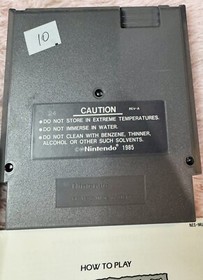 10
CAUTION
REV-A
•DO NOT STORE IN EXTREME TEMPERATURES.
•DO NOT IMMERSE IN WATER.
•DO NOT CLEAN WITH BENZENE, THINNER,
ALCOHOL OR OTHER SUCH SOLVENTS.
©Nintendo® 1985
HOW TO PLAY